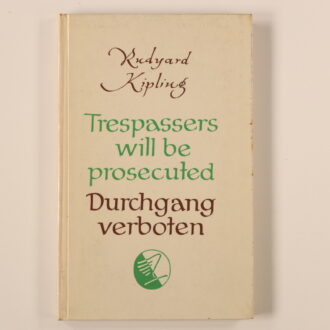 Rudyard
Kipling
Trespassers
will be
prosecuted
Durchgang
verboten